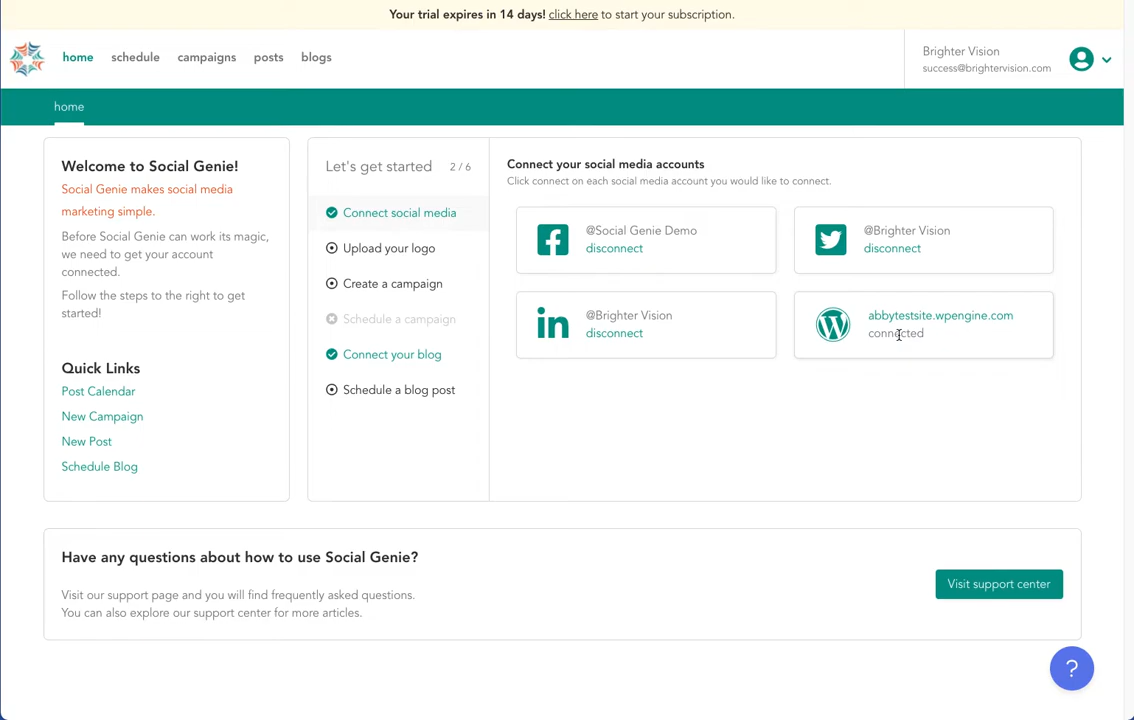 Your trial expires in 14 days! click here to start your subscription.
home
schedule
campaigns
posts
blogs
Brighter Vision
success@brightervision.com
home
Welcome to Social Genie!
Social Genie makes social media
marketing simple.
Before Social Genie can work its magic,
we need to get your account
connected.
Follow the steps to the right to get
started!
Quick Links
Post Calendar
New Campaign
New Post
Schedule Blog
Let's get started 2 / 6
Connect social media
Upload your logo
Create a campaign
Schedule a campaign
Connect your blog
Schedule a blog post
Connect your social media accounts
Click connect on each social media account you would like to connect.
@Social Genie Demo
disconnect
@Brighter Vision
disconnect
@Brighter Vision
disconnect
abbytestsite.wpengine.com
connected
Have any questions about how to use Social Genie?
Visit our support page and you will find frequently asked questions.
You can also explore our support center for more articles.
Visit support center
?